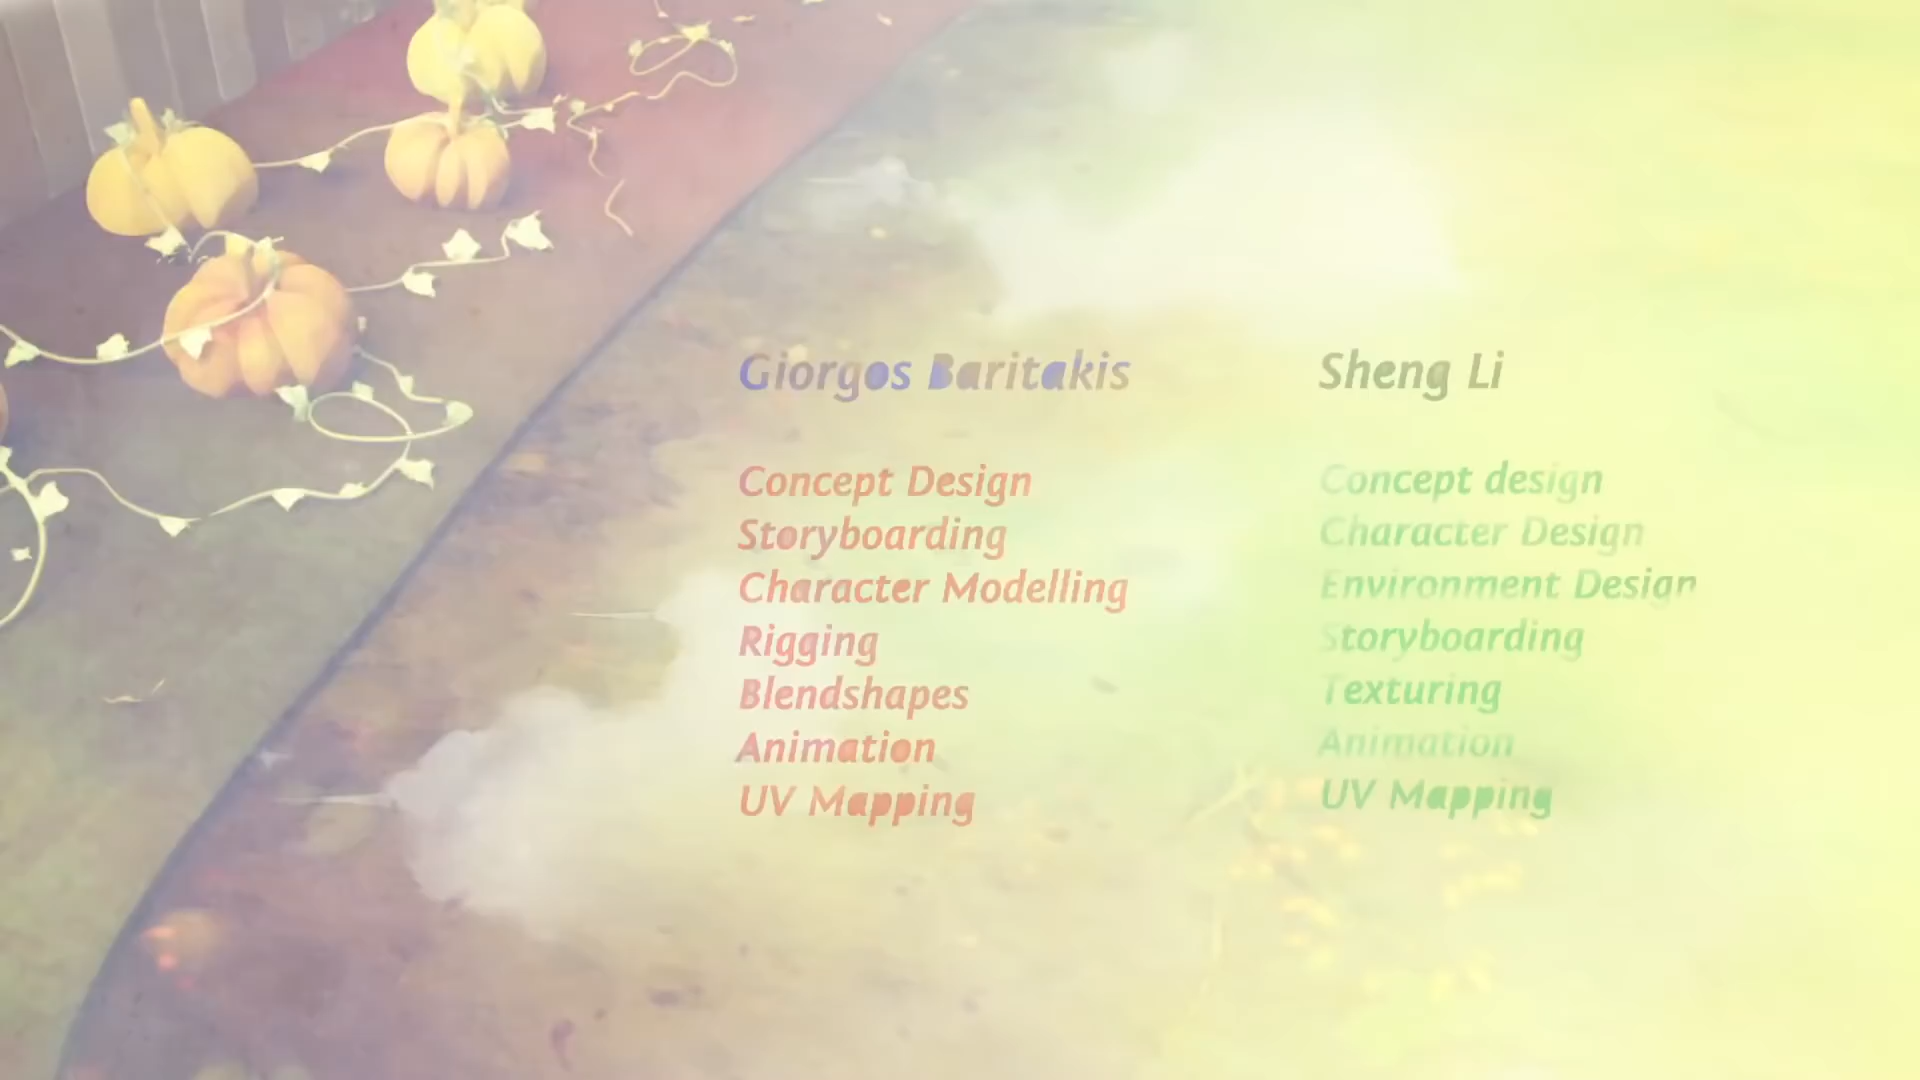 Giorgos Baritakis
Concept Design
Storyboarding
Character Modelling
Rigging
Blendshapes
Animation
UV Mapping
Sheng Li
Concept design
Character Design
Environment Design
Storyboarding
Texturing
Animation
UV Mapping